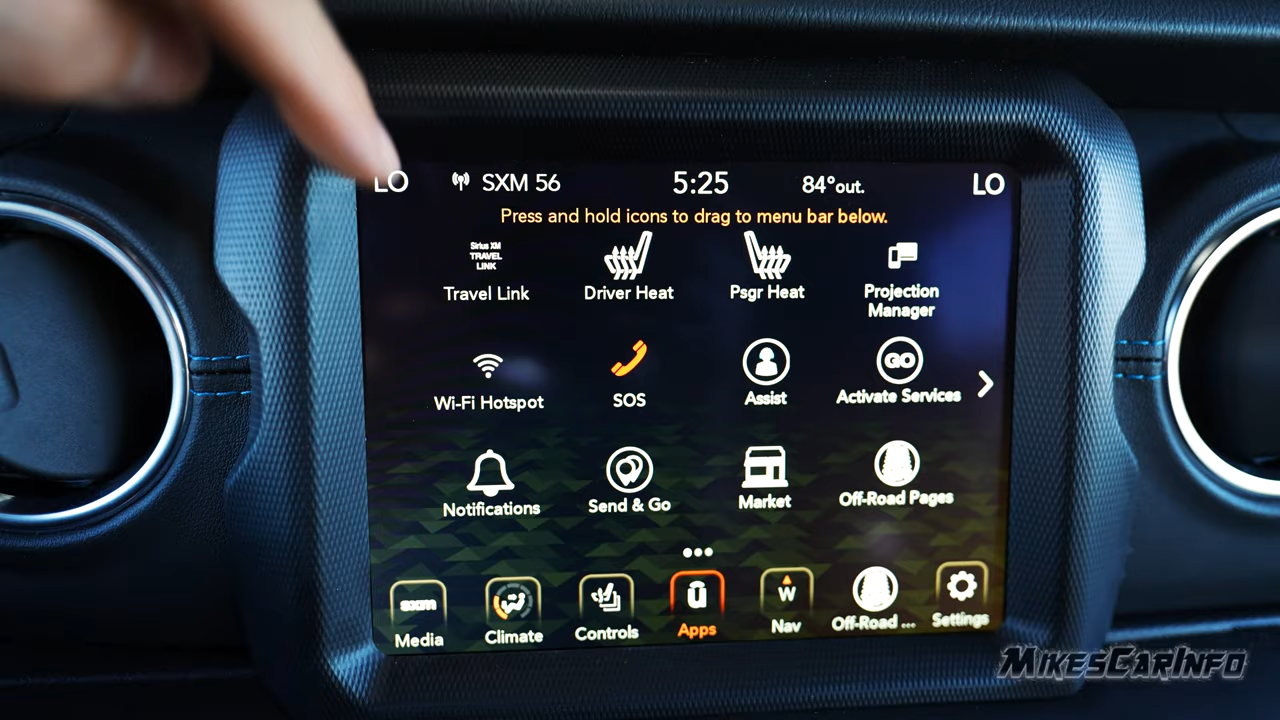 LO SXM 56 5:25 84°out. LO
Press and hold icons to drag to menu bar below.
Sirius XM
TRAVEL
LINK
Travel Link Driver Heat Psgr Heat Projection
Manager
GO
Wi-Fi Hotspot SOS Assist Activate Services
Notifications Send & Go Market Off-Road Pages
sxm W
Media Climate Controls Apps Nav Off-Road ... Settings
MIKESCARINFO